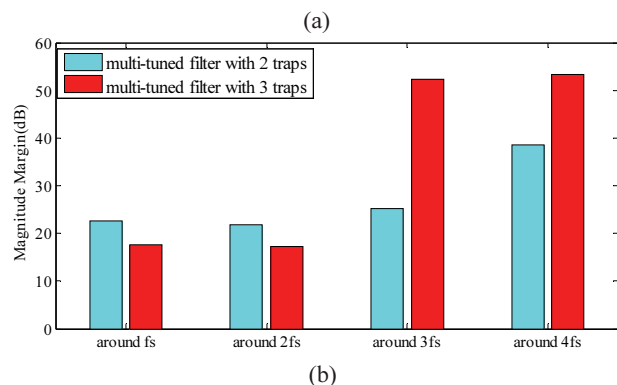 (a)
60
50
40
30
20
10
0
Magnitude Margin(dB)
multi-tuned filter with 2 traps
multi-tuned filter with 3 traps
around fs
around 2fs
around 3fs
around 4fs
(b)